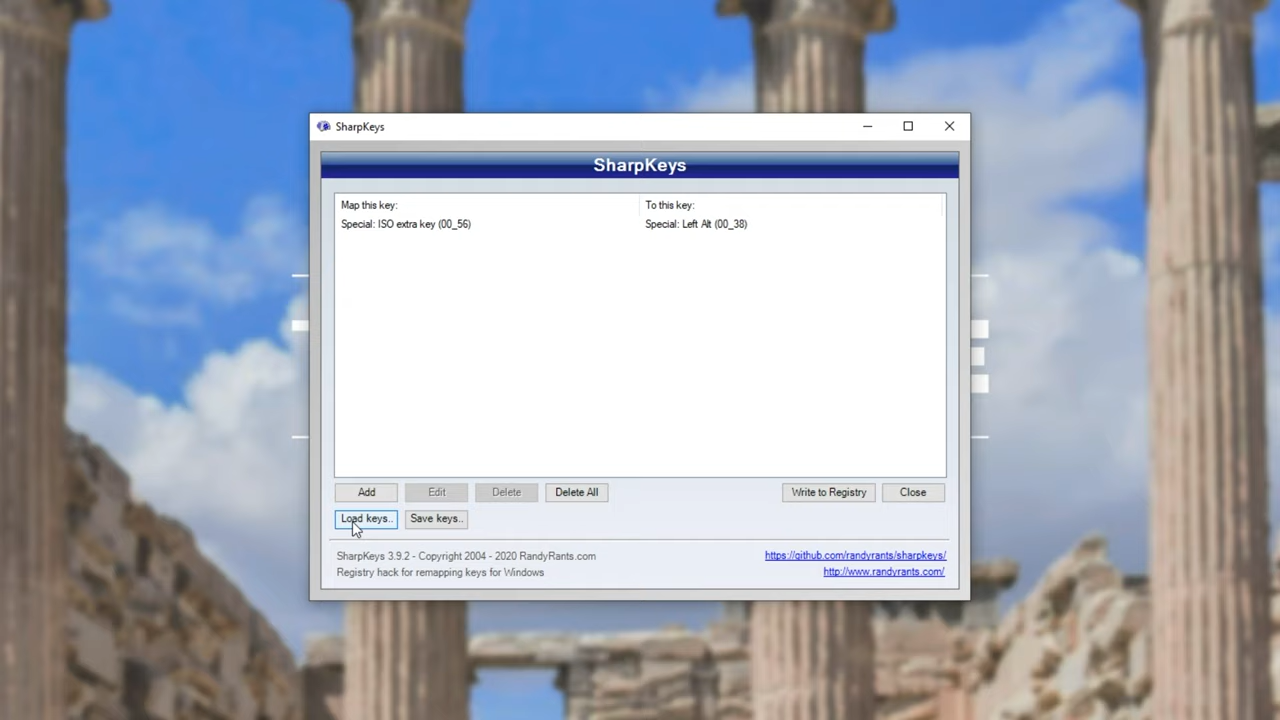 SharpKeys
SharpKeys
Map this key: To this key:
Special: ISO extra key (00_56) Special: Left Alt (00_38)
Add Edit Delete Delete All Write to Registry Close
Load keys.. Save keys..
SharpKeys 3.9.2 - Copyright 2004 - 2020 RandyRants.com https://github.com/randyrants/sharpkeys/
Registry hack for remapping keys for Windows http://www.randyrants.com/